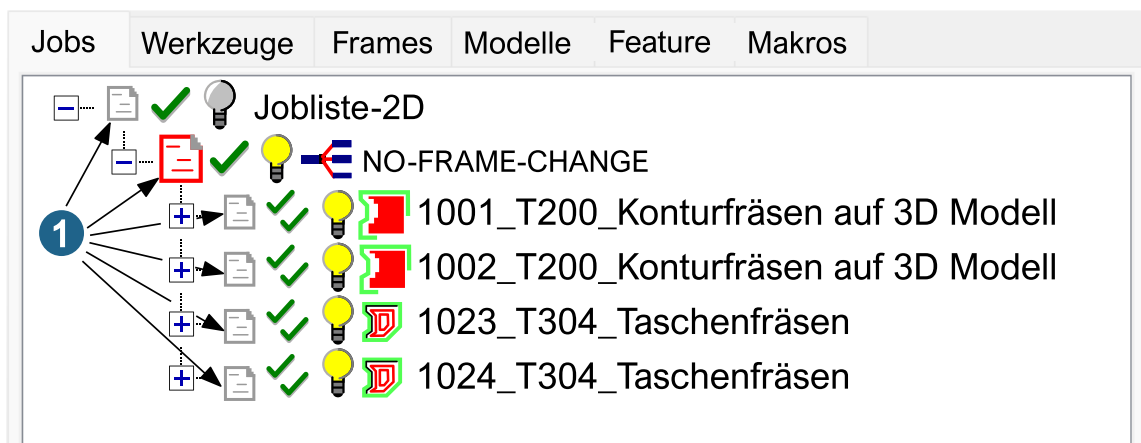 Jobs Werkzeuge Frames Modelle Feature Makros
Jobliste-2D
NO-FRAME-CHANGE
1
1001_T200_Konturfräsen auf 3D Modell
1002_T200_Konturfräsen auf 3D Modell
1023_T304_Taschenfräsen
1024_T304_Taschenfräsen